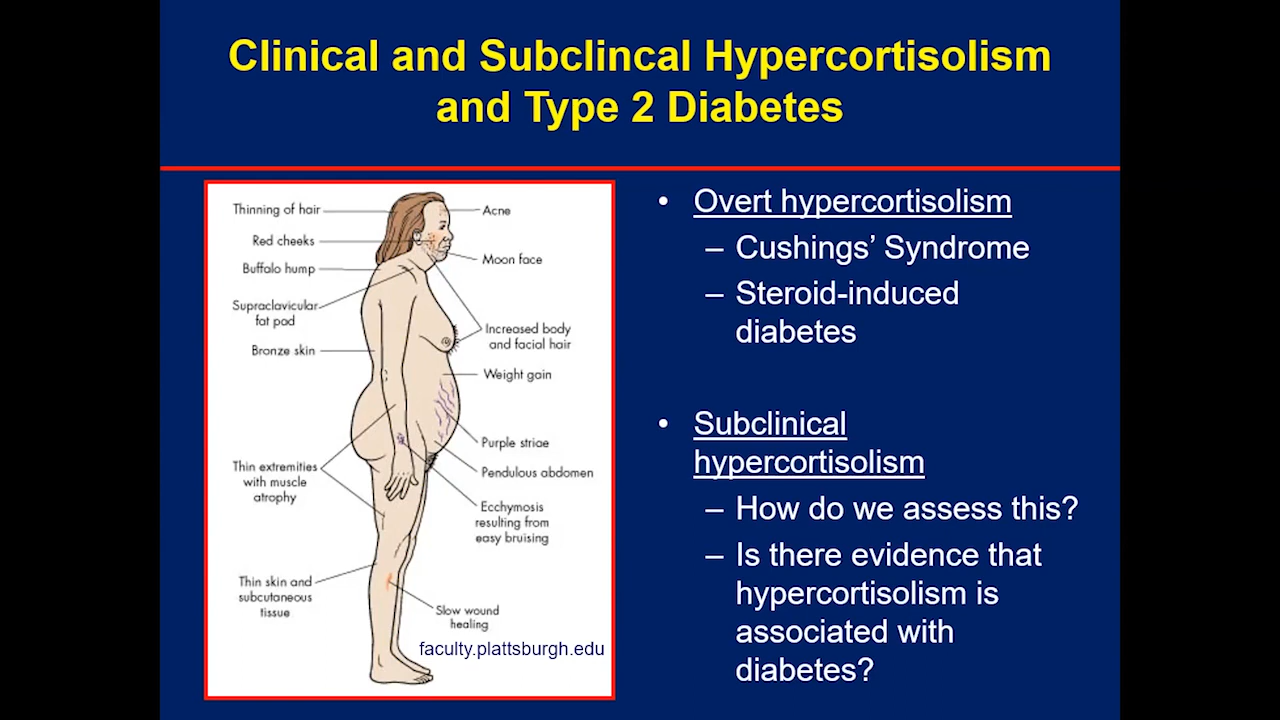 Clinical and Subclincal Hypercortisolism
and Type 2 Diabetes
Thinning of hair
Red cheeks
Buffalo hump
Supraclavicular
fat pad
Bronze skin
Thin extremities
with muscle
atrophy
Thin skin and
subcutaneous
tissue
Acne
Moon face
Increased body
and facial hair
Weight gain
Purple striae
Pendulous abdomen
Ecchymosis
resulting from
easy bruising
Slow wound
healing
faculty.plattsburgh.edu
• Overt hypercortisolism
– Cushings’ Syndrome
– Steroid-induced
diabetes
• Subclinical
hypercortisolism
– How do we assess this?
– Is there evidence that
hypercortisolism is
associated with
diabetes?